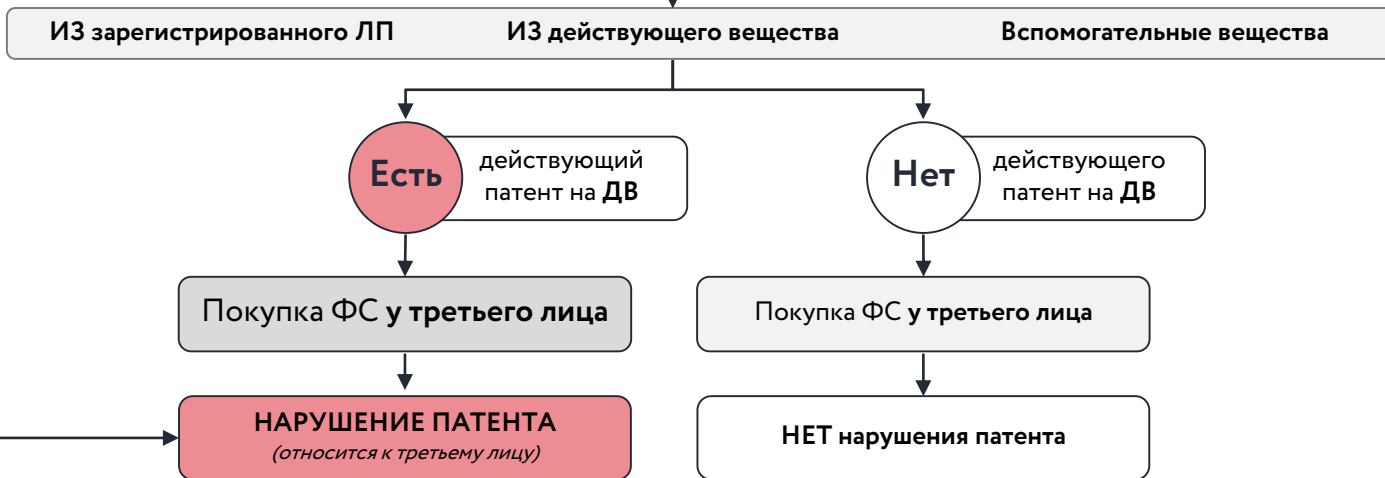 ИЗ зарегистрированного ЛП
ИЗ действующего вещества
Вспомогательные вещества
Есть
действующий
патент на ДВ
Нет
действующего
патент на ДВ
Покупка ФС у третьего лица
Покупка ФС у третьего лица
НАРУШЕНИЕ ПАТЕНТА
(относится к третьему лицу)
НЕТ нарушения патента